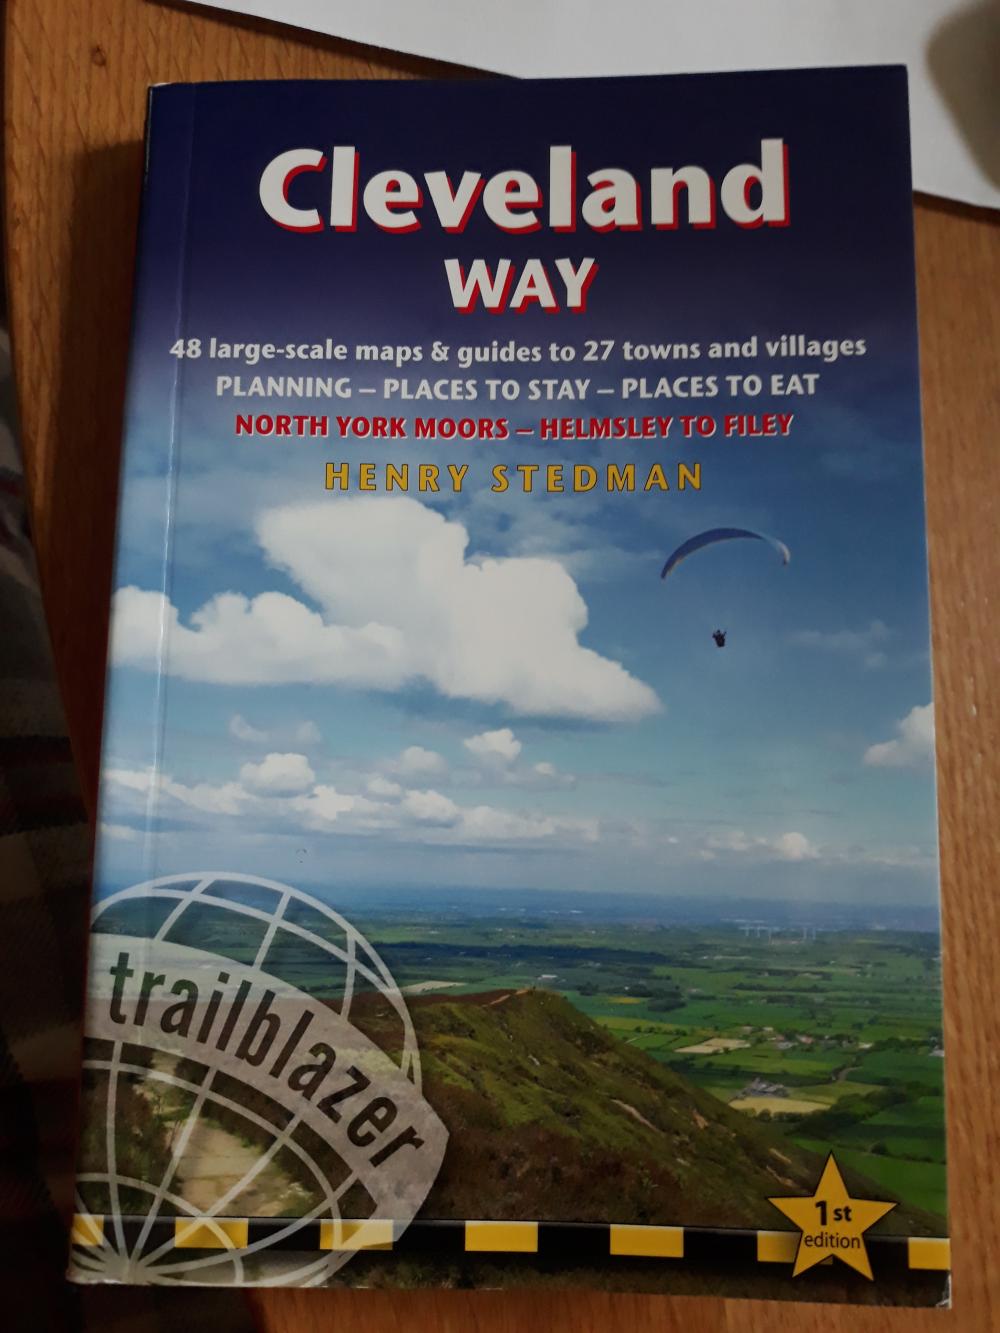 Cleveland
WAY
48 large-scale maps & guides to 27 towns and villages
PLANNING – PLACES TO STAY – PLACES TO EAT
NORTH YORK MOORS – HELMSLEY TO FILEY
HENRY STEDMAN
trailblazer
1st
edition